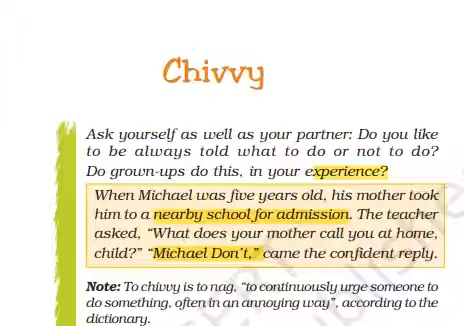 Chivvy
Ask yourself as well as your partner: Do you like
to be always told what to do or not to do?
Do grown-ups do this, in your experience?
When Michael was five years old, his mother took
him to a nearby school for admission. The teacher
asked, “What does your mother call you at home,
child?” “Michael Don’t,” came the confident reply.
Note: To chivvy is to nag, “to continuously urge someone to
do something, often in an annoying way”, according to the
dictionary.